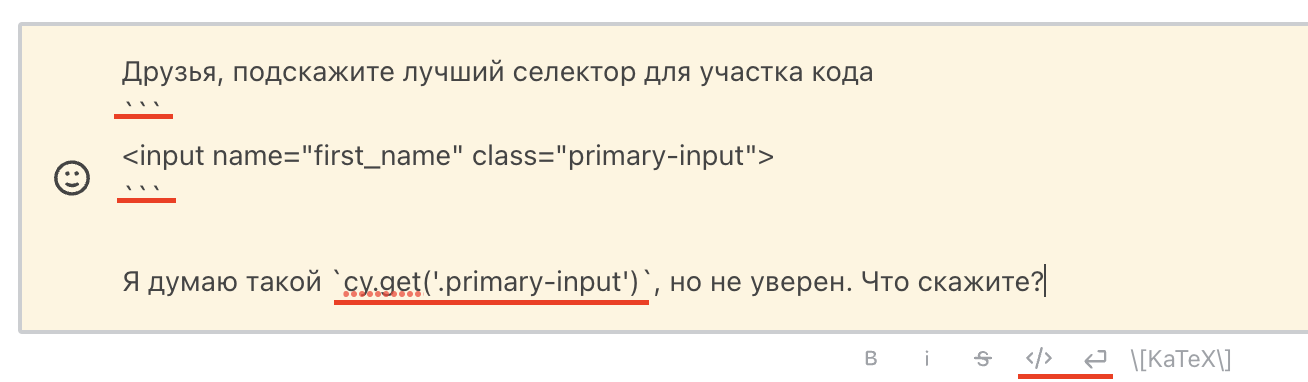 Друзья, подскажите лучший селектор для участка кода
```
<input name="first_name" class="primary-input">
```
Я думаю такой `cy.get('.primary-input')`, но не уверен. Что скажите?
B i S </> \[KaTeX\]